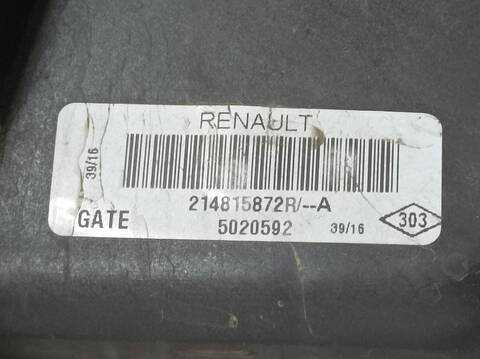 RENAULT
39/16
214815872R/--A
GATE
5020592
39/16
303